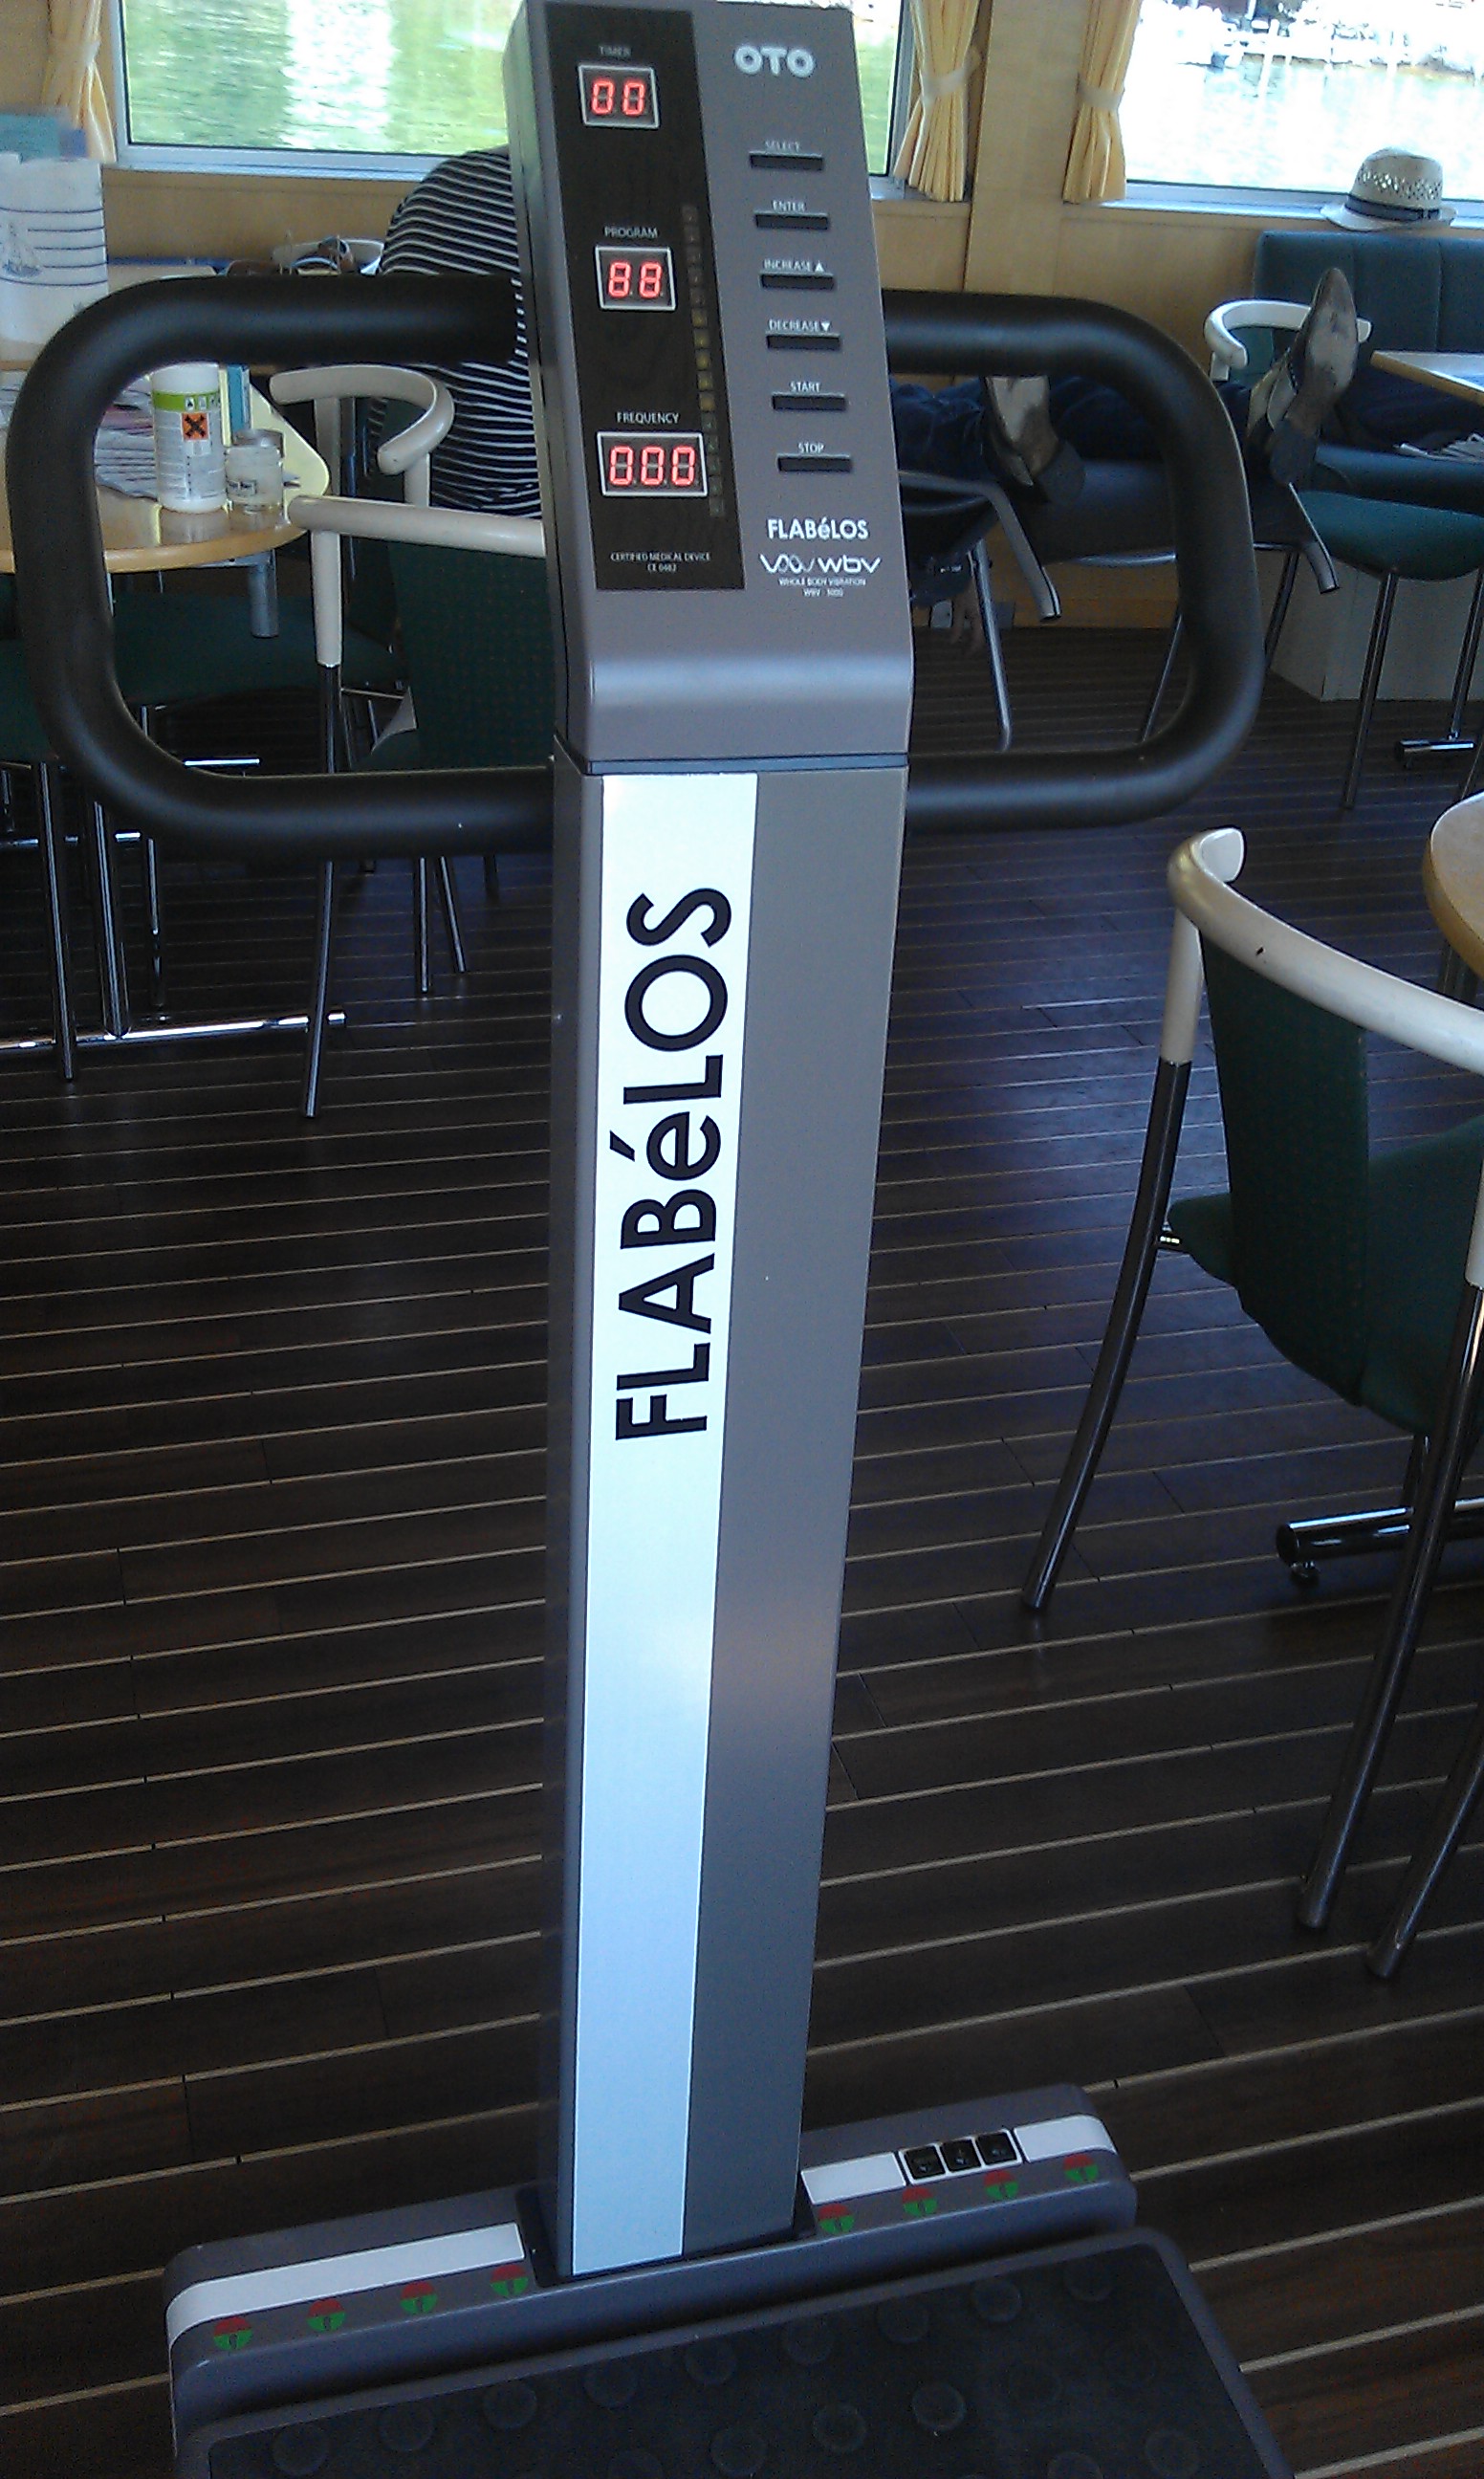 OTO
TIMER
00
SELECT
ENTER
PROGRAM
88
INCREASE ▲
DECREASE ▼
START
FREQUENCY
000
STOP
FLABéLOS
wbv
WHOLE BODY VIBRATION
CERTIFIED MEDICAL DEVICE
FLABéLOS